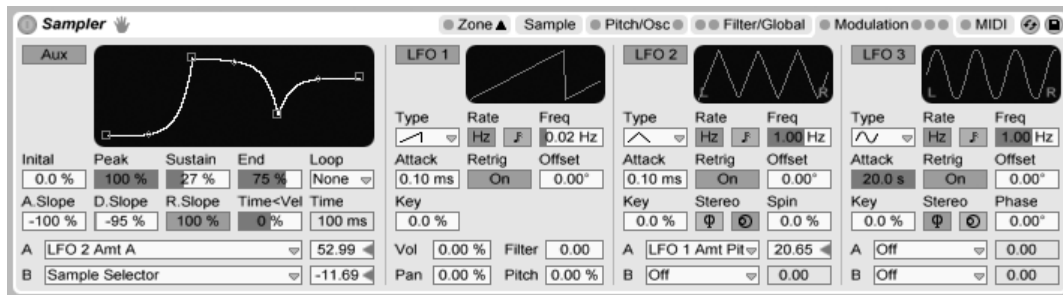 Sampler Zone Sample Pitch/Osc Filter/Global Modulation MIDI
Aux LFO 1 LFO 2 L R LFO 3 L R
Type Rate Freq Type Rate Freq Type Rate Freq
Hz 0.02 Hz Hz 1.00 Hz Hz 1.00 Hz
Inital Peak Sustain End Loop Attack Retrig Offset Attack Retrig Offset Attack Retrig Offset
0.0 % 100 % 27 % 75 % None 0.10 ms On 0.00° 0.10 ms On 0.00° 20.0 s On 0.00°
A.Slope D.Slope R.Slope Time<Vel Time Key Key Stereo Spin Key Stereo Phase
-100 % -95 % 100 % 0 % 100 ms 0.0 % 0.0 % 0.0 % 0.0 % 0.00°
A LFO 2 Amt A 52.99 Vol 0.00 % Filter 0.00 A LFO 1 Amt Pit 20.65 A Off 0.00
B Sample Selector -11.69 Pan 0.00 % Pitch 0.00 % B Off 0.00 B Off 0.00